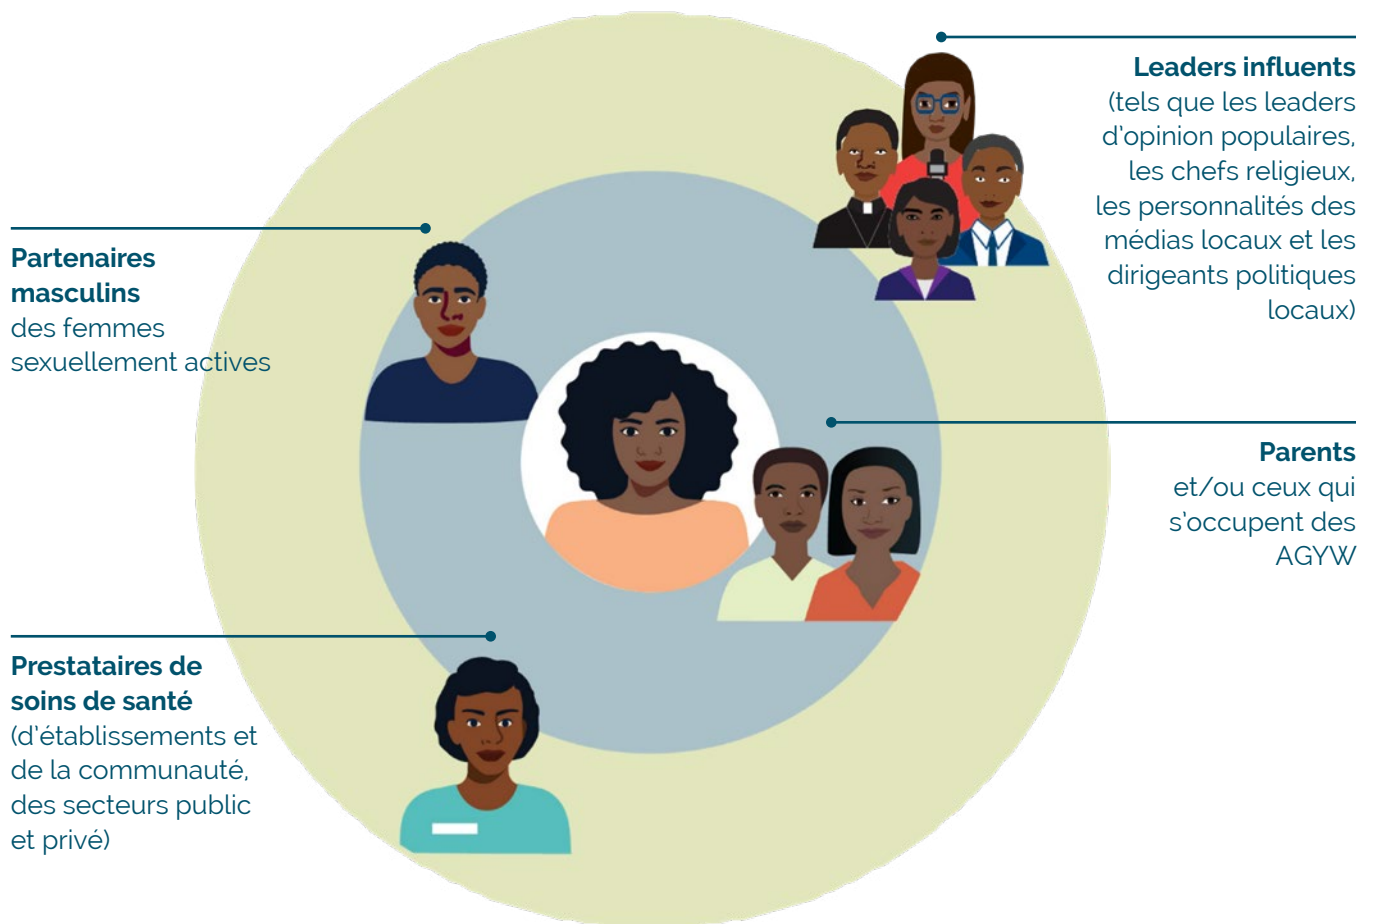 Leaders influents
(tels que les leaders
d'opinion populaires,
les chefs religieux,
les personnalités des
médias locaux et les
dirigeants politiques
locaux)
Partenaires
masculins
des femmes
sexuellement actives
Parents
et/ou ceux qui
s'occupent des
AGYW
Prestataires de
soins de santé
(d'établissements et
de la communauté,
des secteurs public
et privé)